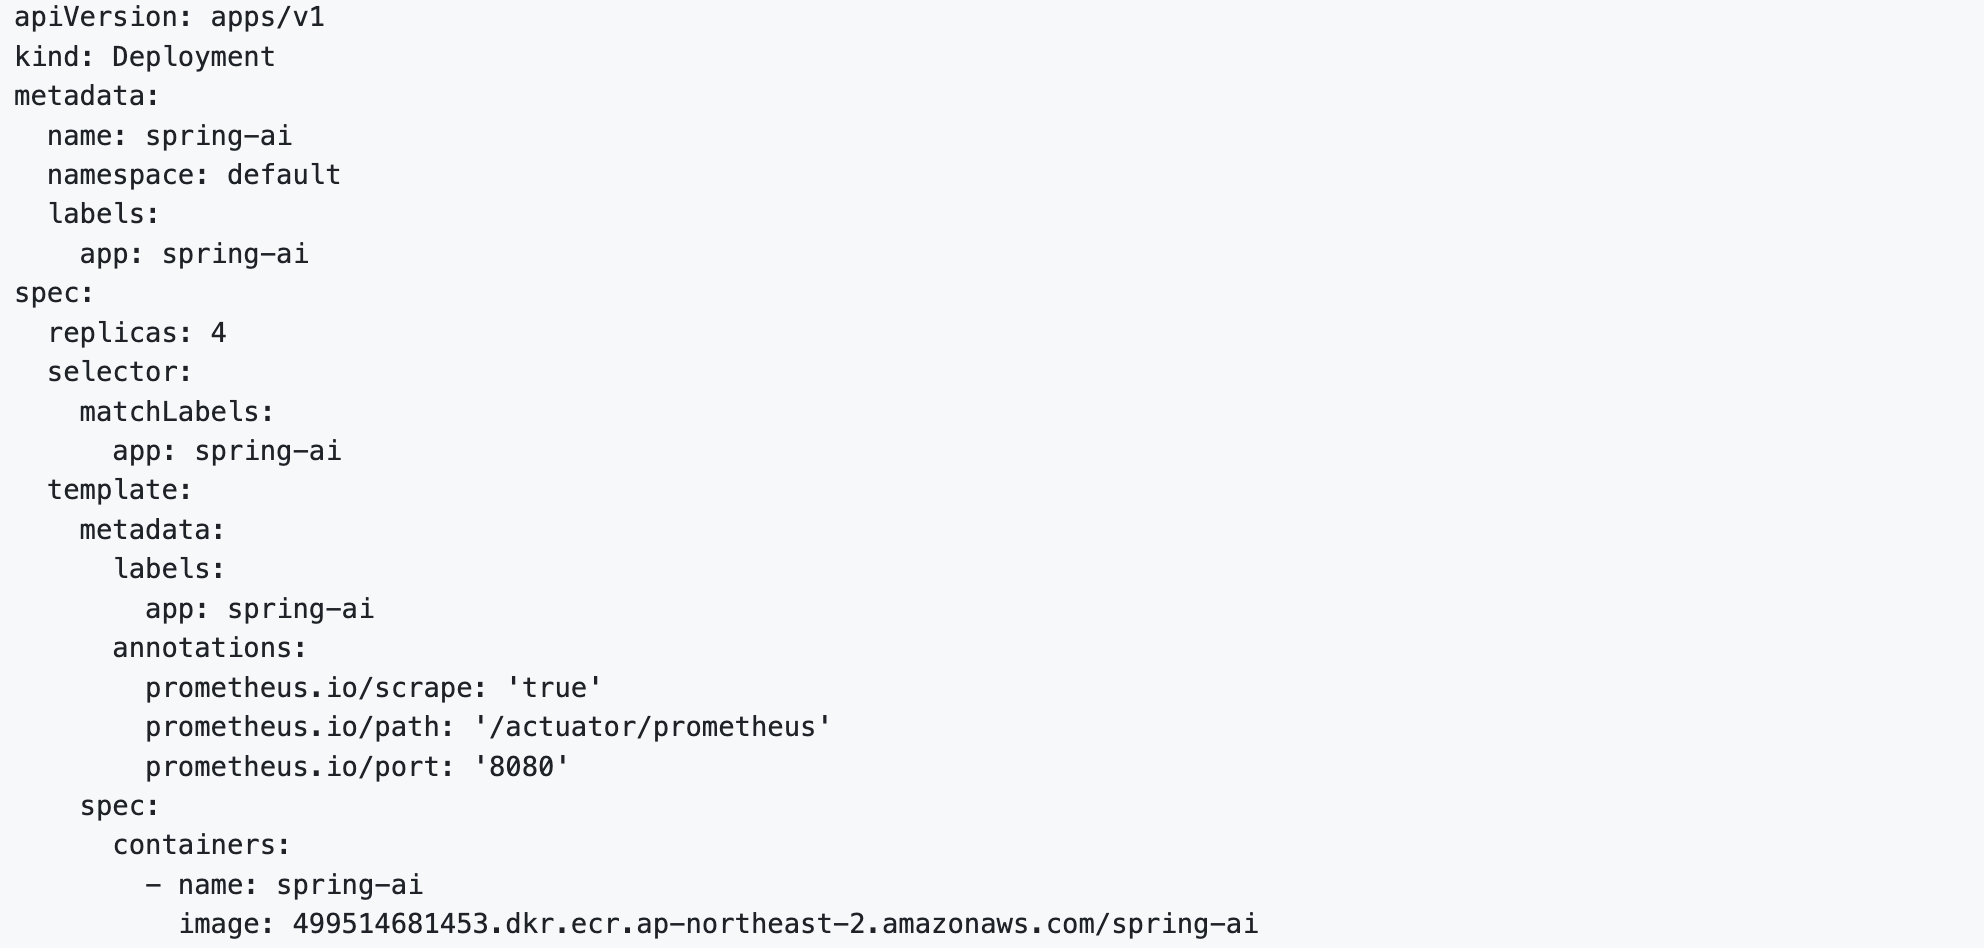 apiVersion: apps/v1
kind: Deployment
metadata:
  name: spring-ai
  namespace: default
  labels:
    app: spring-ai
spec:
  replicas: 4
  selector:
    matchLabels:
      app: spring-ai
  template:
    metadata:
      labels:
        app: spring-ai
      annotations:
        prometheus.io/scrape: 'true'
        prometheus.io/path: '/actuator/prometheus'
        prometheus.io/port: '8080'
    spec:
      containers:
        - name: spring-ai
          image: 499514681453.dkr.ecr.ap-northeast-2.amazonaws.com/spring-ai